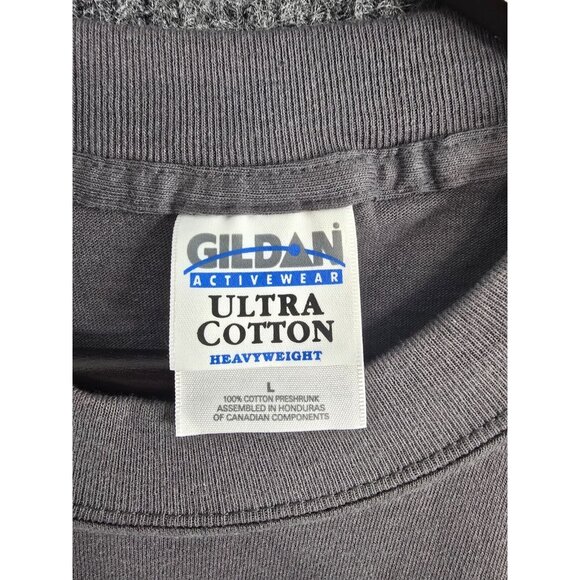 GILDAN
ACTIVEWEAR
ULTRA
COTTON
HEAVYWEIGHT
L
100% COTTON PRESHRUNK
ASSEMBLED IN HONDURAS
OF CANADIAN COMPONENTS